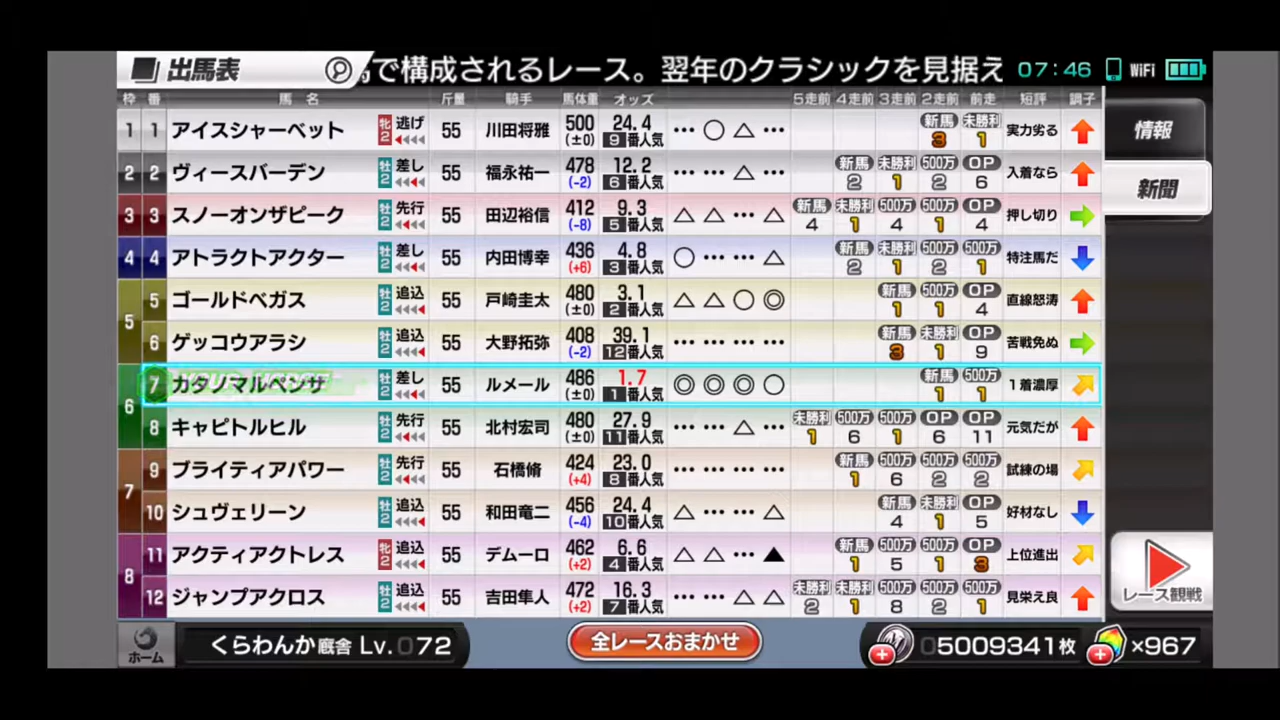 出馬表 で構成されるレース。翌年のクラシックを見据え 07:46 WiFi
枠 番 馬名 斤量 騎手 馬体重 オッズ 5走前 4走前 3走前 2走前 前走 短評 調子
1 1 アイスシャーベット 牝2 逃げ 55 川田将雅 500 (±0) 24.4 9番人気 … ○ △ … 新馬 3 未勝利 1 実力劣る
2 2 ヴィースバーデン 牡2 差し 55 福永祐一 478 (-2) 12.2 6番人気 … … △ … 新馬 2 未勝利 1 500万 2 OP 6 入着なら
3 3 スノーオンザピーク 牡2 先行 55 田辺裕信 412 (-8) 9.3 5番人気 △ △ … △ 新馬 4 未勝利 1 500万 4 500万 1 OP 4 押し切り
4 4 アトラクトアクター 牡2 差し 55 内田博幸 436 (+6) 4.8 3番人気 ○ … … △ 新馬 2 未勝利 1 500万 2 500万 1 特注馬だ
5 5 ゴールドベガス 牡2 追込 55 戸崎圭太 480 (±0) 3.1 2番人気 △ △ ○ ◎ 新馬 1 500万 1 OP 4 直線怒涛
6 ゲッコウアラシ 牡2 追込 55 大野拓弥 408 (-2) 39.1 12番人気 … … … … 新馬 3 未勝利 1 OP 9 苦戦免ぬ
6 7 カタノマルペンサ 牡2 差し 55 ルメール 486 (±0) 1.7 1番人気 ◎ ◎ ◎ ○ 新馬 1 500万 1 1着濃厚
8 キャピトルヒル 牡2 先行 55 北村宏司 480 (±0) 27.9 11番人気 … … △ … 未勝利 1 500万 6 500万 1 OP 6 OP 11 元気だが
7 9 ブライティアパワー 牡2 先行 55 石橋脩 424 (+4) 23.0 8番人気 … … … … 新馬 1 500万 6 500万 2 500万 2 試練の場
10 シュヴェリーン 牡2 追込 55 和田竜二 456 (-4) 24.4 10番人気 △ … … △ 新馬 4 未勝利 1 OP 5 好材なし
8 11 アクティアクトレス 牝2 追込 55 デムーロ 462 (+2) 6.6 4番人気 △ △ … ▲ 新馬 1 500万 5 500万 1 OP 3 上位進出
12 ジャンプアクロス 牡2 追込 55 吉田隼人 472 (+2) 16.3 7番人気 … … △ △ 未勝利 2 未勝利 1 500万 8 500万 2 500万 1 見栄え良
情報
新聞
レース観戦
ホーム くらわんか厩舎 Lv.072 全レースおまかせ 05009341枚 ×967